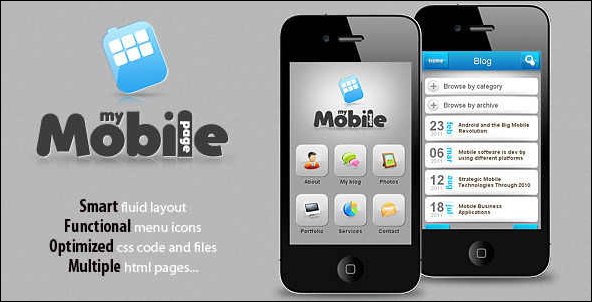 my
Mobile
page
Smart fluid layout
Functional menu icons
Optimized css code and files
Multiple html pages...
my
Mobile
page
About
My blog
Photos
Portfolio
Services
Contact
Home
Blog
Browse by category
Browse by archive
23 feb 2011
Android and the Big Mobile
Revolution
06 mar 2011
Mobile software is dev by
using different platforms
12 aug 2011
Strategic Mobile
Technologies Through 2010
18 jul 2011
Mobile Business
Applications